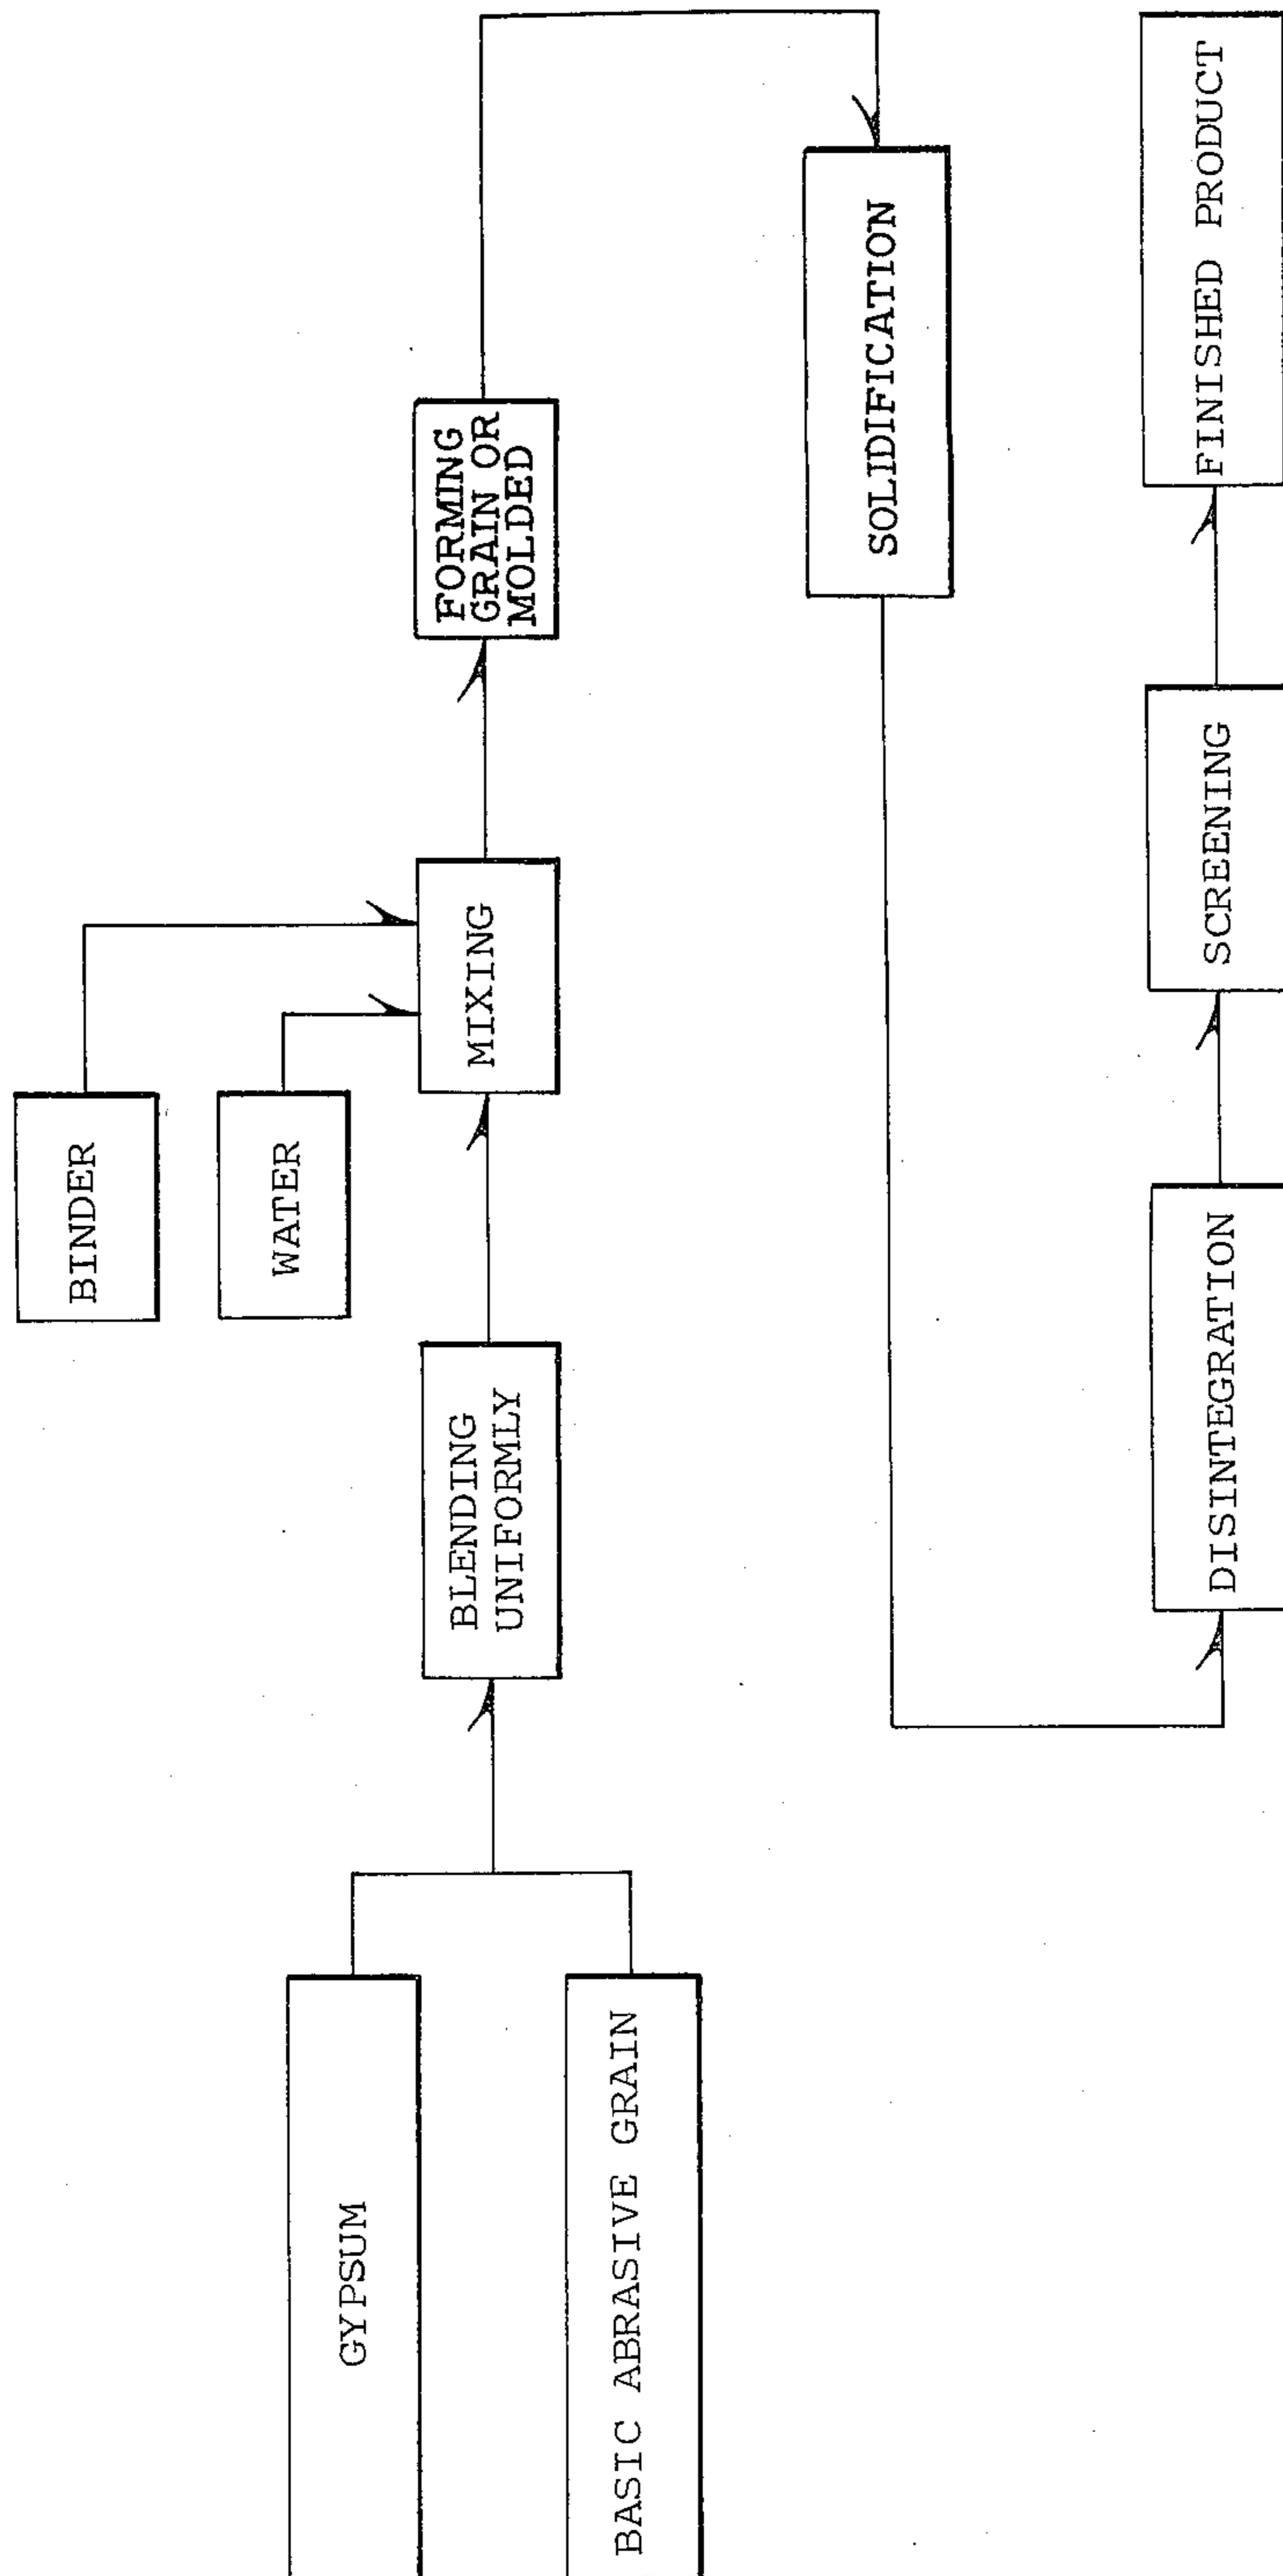 BINDER
WATER
GYPSUM
BASIC ABRASIVE GRAIN
BLENDING
UNIFORMLY
MIXING
FORMING
GRAIN OR
MOLDED
SOLIDIFICATION
DISINTEGRATION
SCREENING
FINISHED PRODUCT